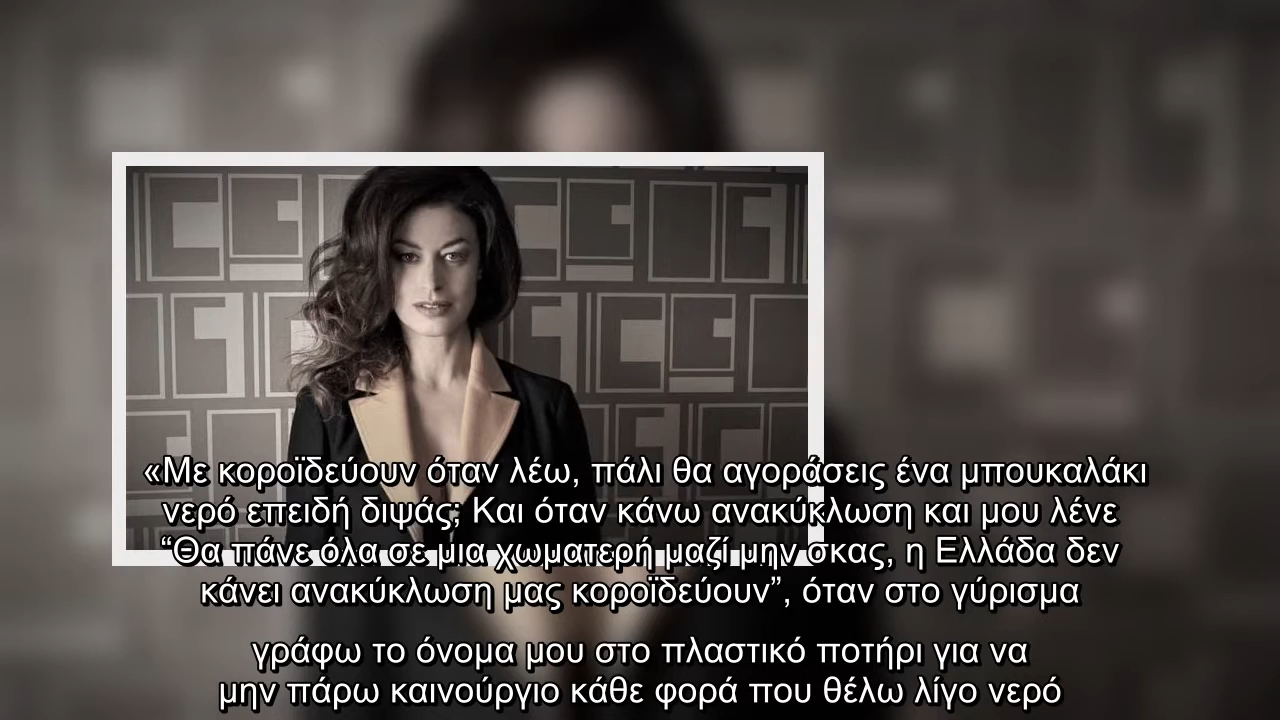 «Με κοροϊδεύουν όταν λέω, πάλι θα αγοράσεις ένα μπουκαλάκι
νερό επειδή διψάς; Και όταν κάνω ανακύκλωση και μου λένε
“Θα πάνε όλα σε μια χωματερή μαζί μην σκας, η Ελλάδα δεν
κάνει ανακύκλωση μας κοροϊδεύουν”, όταν στο γύρισμα
γράφω το όνομα μου στο πλαστικό ποτήρι για να
μην πάρω καινούργιο κάθε φορά που θέλω λίγο νερό